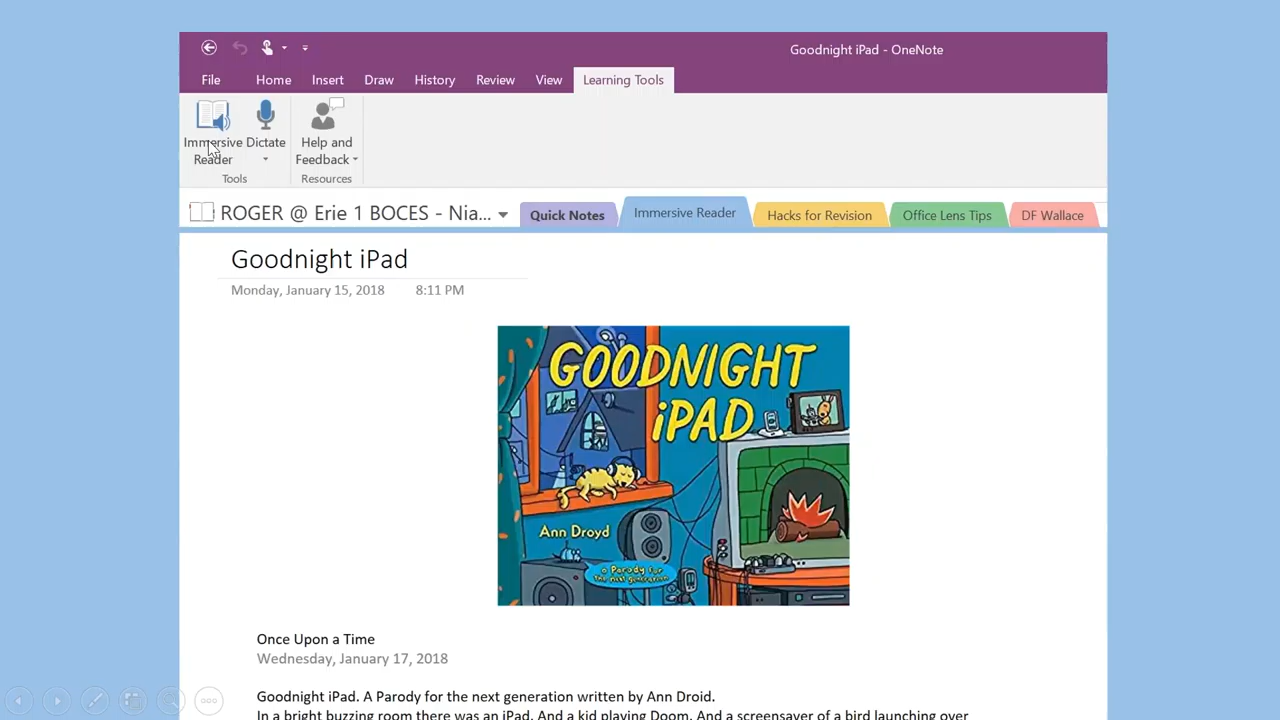 Goodnight iPad - OneNote
File Home Insert Draw History Review View Learning Tools
Immersive Reader Dictate Help and Feedback
Tools Resources
ROGER @ Erie 1 BOCES - Nia... Quick Notes Immersive Reader Hacks for Revision Office Lens Tips DF Wallace
Goodnight iPad
Monday, January 15, 2018 8:11 PM
GOODNIGHT
iPAD
Ann Droyd
a Parody for
the next generation
Once Upon a Time
Wednesday, January 17, 2018
Goodnight iPad. A Parody for the next generation written by Ann Droid.
In a bright buzzing room there was an iPad. And a kid playing Doom. And a screensaver of a bird launching over